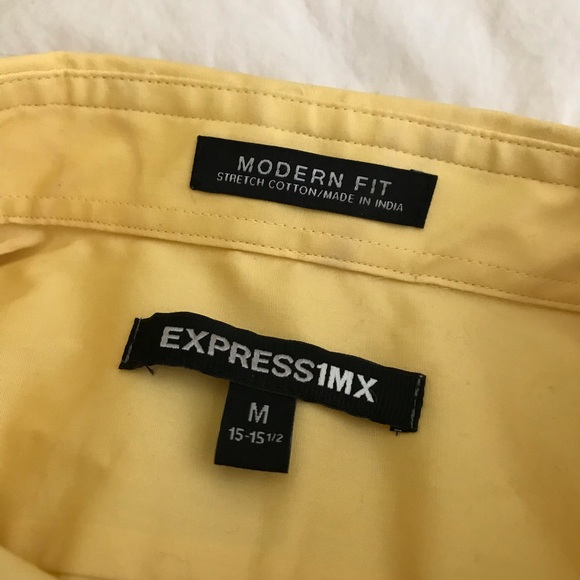 MODERN FIT
STRETCH COTTON/MADE IN INDIA
EXPRESS1MX
M
15-15 1/2